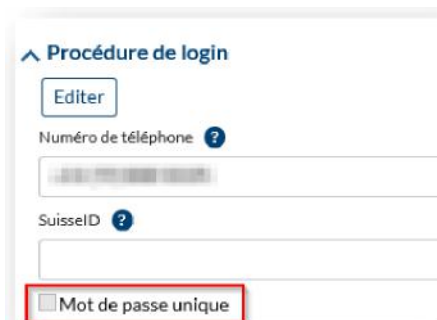 Procédure de login
Editer
Numéro de téléphone ?
SuisseID ?
Mot de passe unique